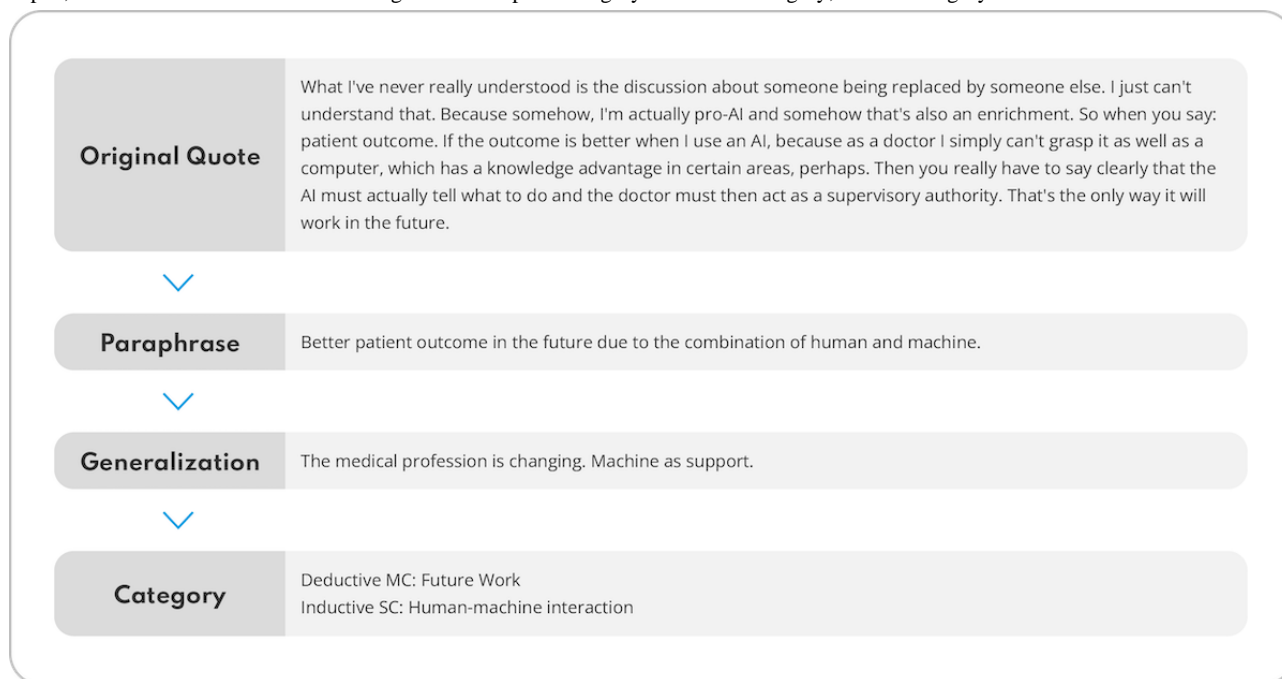 Original Quote
What I've never really understood is the discussion about someone being replaced by someone else. I just can't
understand that. Because somehow, I'm actually pro-AI and somehow that's also an enrichment. So when you say:
patient outcome. If the outcome is better when I use an AI, because as a doctor I simply can't grasp it as well as a
computer, which has a knowledge advantage in certain areas, perhaps. Then you really have to say clearly that the
AI must actually tell what to do and the doctor must then act as a supervisory authority. That's the only way it will
work in the future.
Paraphrase
Better patient outcome in the future due to the combination of human and machine.
Generalization
The medical profession is changing. Machine as support.
Category
Deductive MC: Future Work
Inductive SC: Human-machine interaction